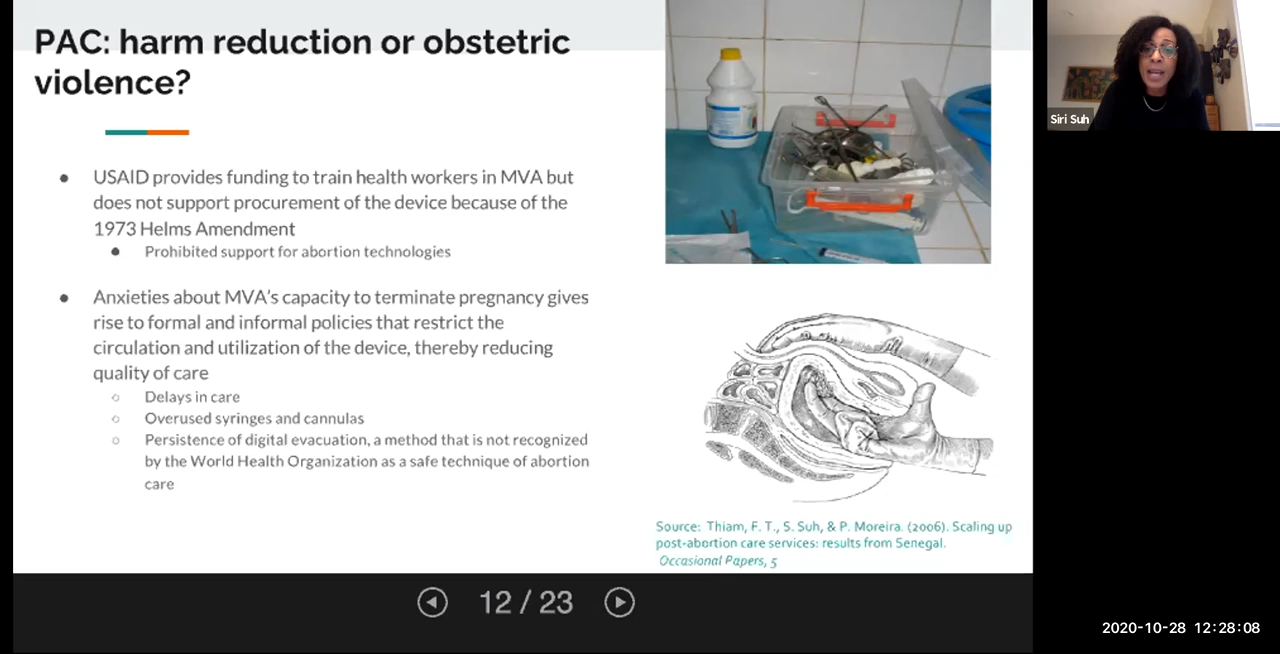 PAC: harm reduction or obstetric
violence?
USAID provides funding to train health workers in MVA but
does not support procurement of the device because of the
1973 Helms Amendment
Prohibited support for abortion technologies
Anxieties about MVA's capacity to terminate pregnancy gives
rise to formal and informal policies that restrict the
circulation and utilization of the device, thereby reducing
quality of care
Delays in care
Overused syringes and cannulas
Persistence of digital evacuation, a method that is not recognized
by the World Health Organization as a safe technique of abortion
care
Source: Thiam, F. T., S. Suh, & P. Moreira. (2006). Scaling up
post-abortion care services: results from Senegal.
Occasional Papers, 5
12 / 23
Siri Suh
2020-10-28 12:28:08